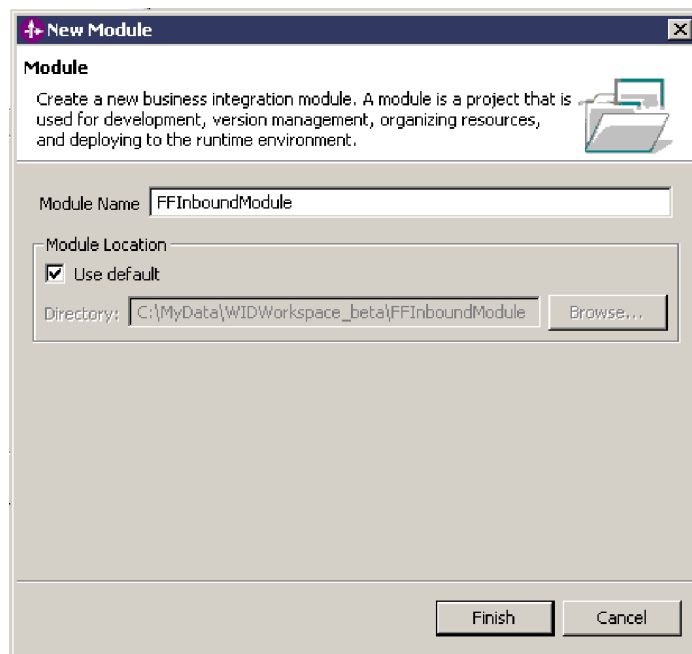 New Module
Module
Create a new business integration module. A module is a project that is
used for development, version management, organizing resources,
and deploying to the runtime environment.
Module Name FFInboundModule
Module Location
Use default
Directory: C:\MyData\WIDWorkspace_beta\FFInboundModule Browse...
Finish Cancel